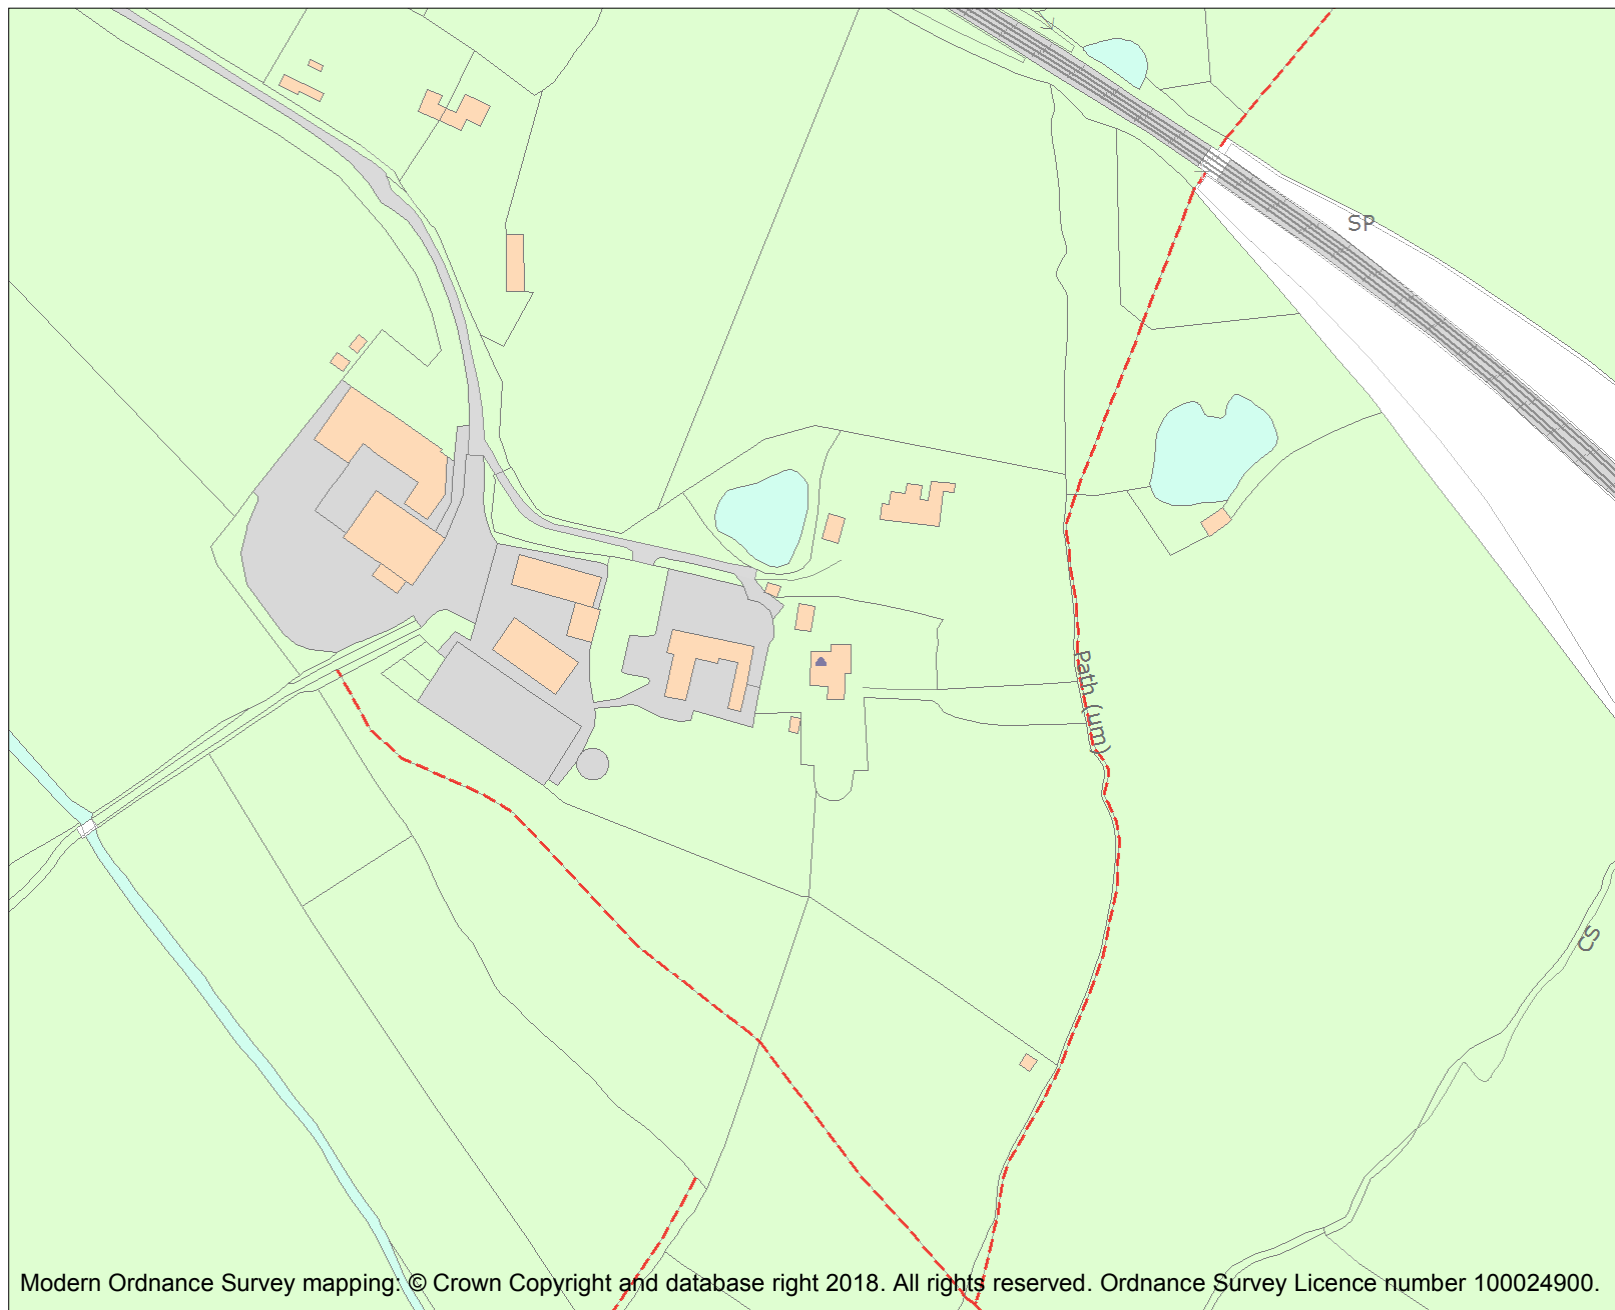 SP
Path (um)
CS
Modern Ordnance Survey mapping: © Crown Copyright and database right 2018. All rights reserved. Ordnance Survey Licence number 100024900.